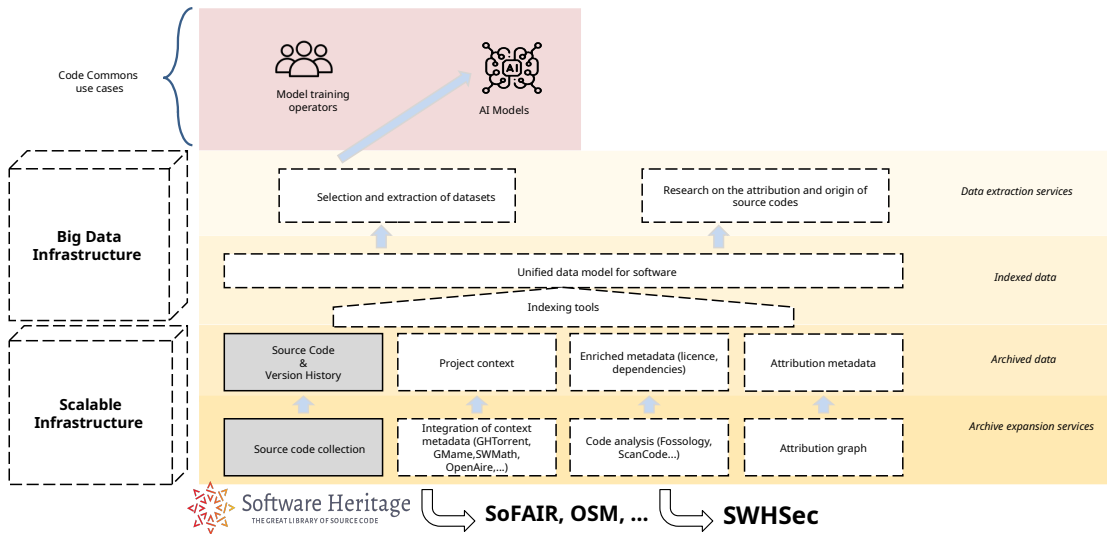 Code Commons
use cases
Model training
operators
AI
AI Models
Big Data
Infrastructure
Selection and extraction of datasets
Research on the attribution and origin of
source codes
Data extraction services
Unified data model for software
Indexed data
Indexing tools
Scalable
Infrastructure
Source Code
&
Version History
Project context
Enriched metadata (licence,
dependencies)
Attribution metadata
Archived data
Source code collection
Integration of context
metadata (GHTorrent,
GMame,SWMath,
OpenAire,...)
Code analysis (Fossology,
ScanCode...)
Attribution graph
Archive expansion services
Software Heritage
THE GREAT LIBRARY OF SOURCE CODE
SoFAIR, OSM, ...
SWHSec